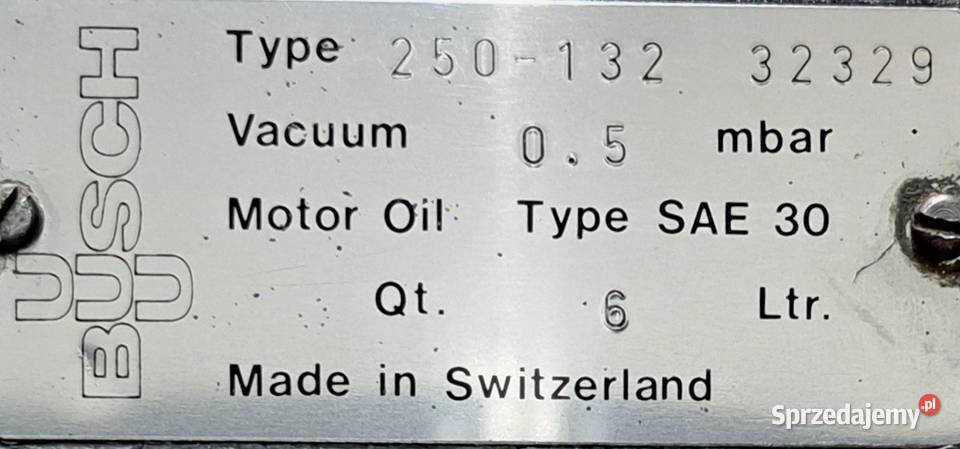 BUSCH
Type 250-132 32329
Vacuum 0.5 mbar
Motor Oil Type SAE 30
Qt. 6 Ltr.
Made in Switzerland
Sprzedajemy.pl